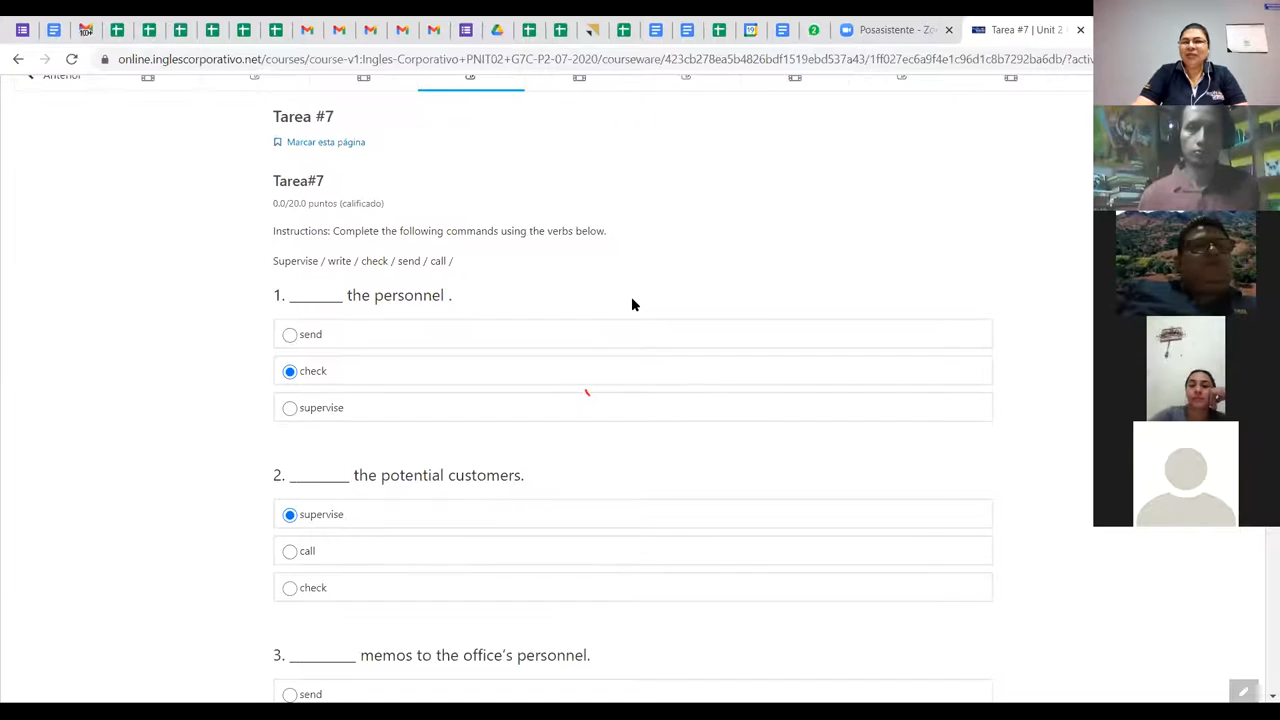 Posasistente - Zo
Tarea #7 | Unit 2
online.inglescorporativo.net/courses/course-v1:Ingles-Corporativo+PNITS+G7C-P2-07-2020/courseware/423cb278ea5b4820bdf1519ebd537a43/1ff027ec6a9f4e1c96d1c8b7292ba6db/?activ
Anterior
Tarea #7
Marcar esta página
Tarea#7
0.0/20.0 puntos (calificado)
Instructions: Complete the following commands using the verbs below.
Supervise / write / check / send / call /
1. _______ the personnel .
send
check
supervise
2. ________ the potential customers.
supervise
call
check
3. _________ memos to the office's personnel.
send